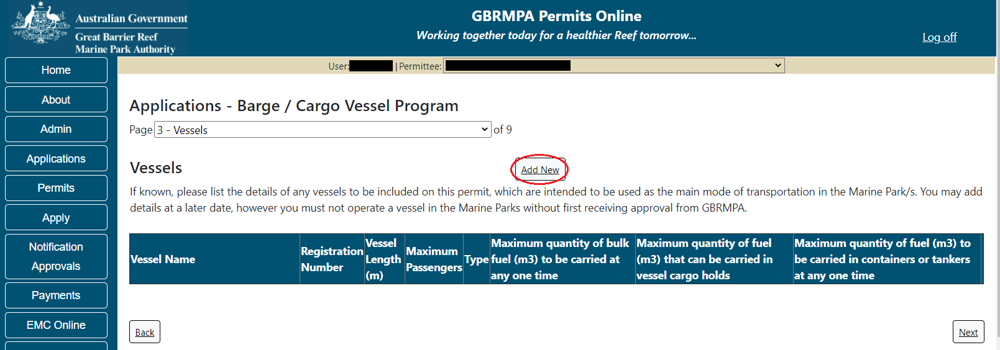 Australian Government
Great Barrier Reef
Marine Park Authority
GBRMPA Permits Online
Working together today for a healthier Reef tomorrow...
Log off
Home
About
Admin
Applications
Permits
Apply
Notification
Approvals
Payments
EMC Online
User: | Permittee:
Applications - Barge / Cargo Vessel Program
Page 3 - Vessels of 9
Vessels
Add New
If known, please list the details of any vessels to be included on this permit, which are intended to be used as the main mode of transportation in the Marine Park/s. You may add
details at a later date, however you must not operate a vessel in the Marine Parks without first receiving approval from GBRMPA.
Vessel Name
Registration
Number
Vessel
Length
(m)
Maximum
Passengers
Type
Maximum quantity of bulk
fuel (m3) to be carried at
any one time
Maximum quantity of fuel
(m3) that can be carried in
vessel cargo holds
Maximum quantity of fuel (m3) to
be carried in containers or tankers
at any one time
Back
Next